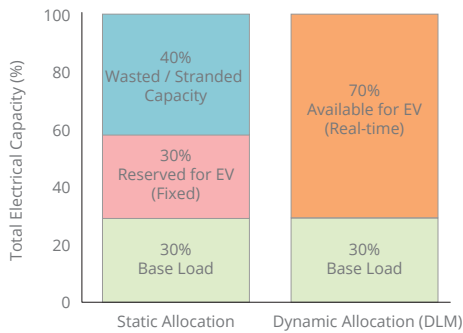 Total Electrical Capacity (%)
100
80
60
40
20
0
40%
Wasted / Stranded
Capacity
30%
Reserved for EV
(Fixed)
30%
Base Load
70%
Available for EV
(Real-time)
30%
Base Load
Static Allocation
Dynamic Allocation (DLM)